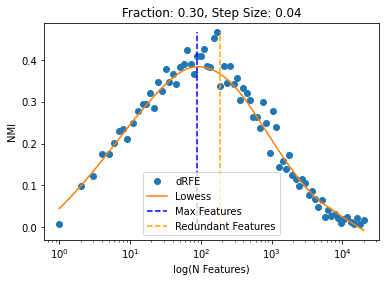 Fraction: 0.30, Step Size: 0.04
NMI
0.4
0.3
0.2
0.1
0.0
dRFE
Lowess
Max Features
Redundant Features
10⁰ 10¹ 10² 10³ 10⁴
log(N Features)